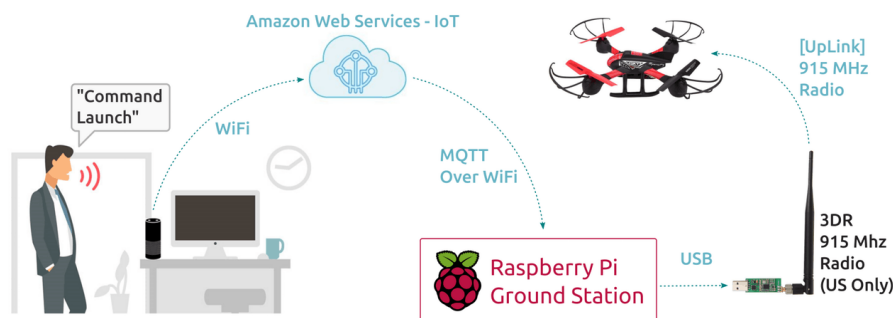 Amazon Web Services - IoT
"Command
Launch"
WiFi
MQTT
Over WiFi
[UpLink]
915 MHz
Radio
Raspberry Pi
Ground Station
USB
3DR
915 Mhz
Radio
(US Only)